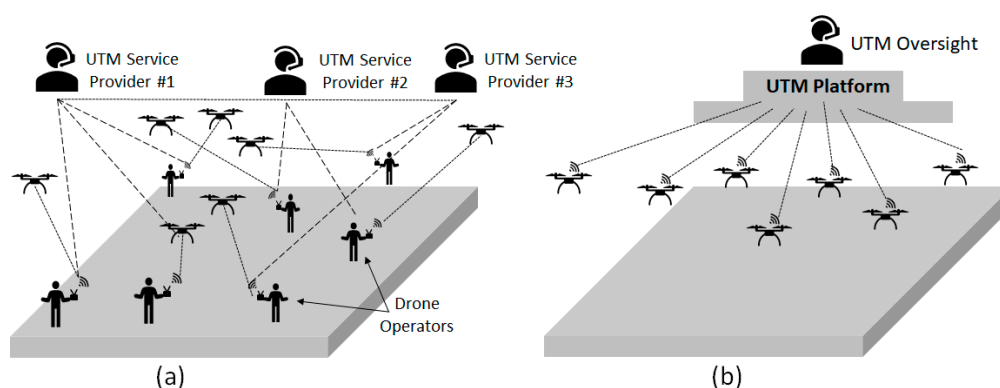 UTM Service
Provider #1
UTM Service
Provider #2
UTM Service
Provider #3
Drone
Operators
(a)
UTM Oversight
UTM Platform
(b)